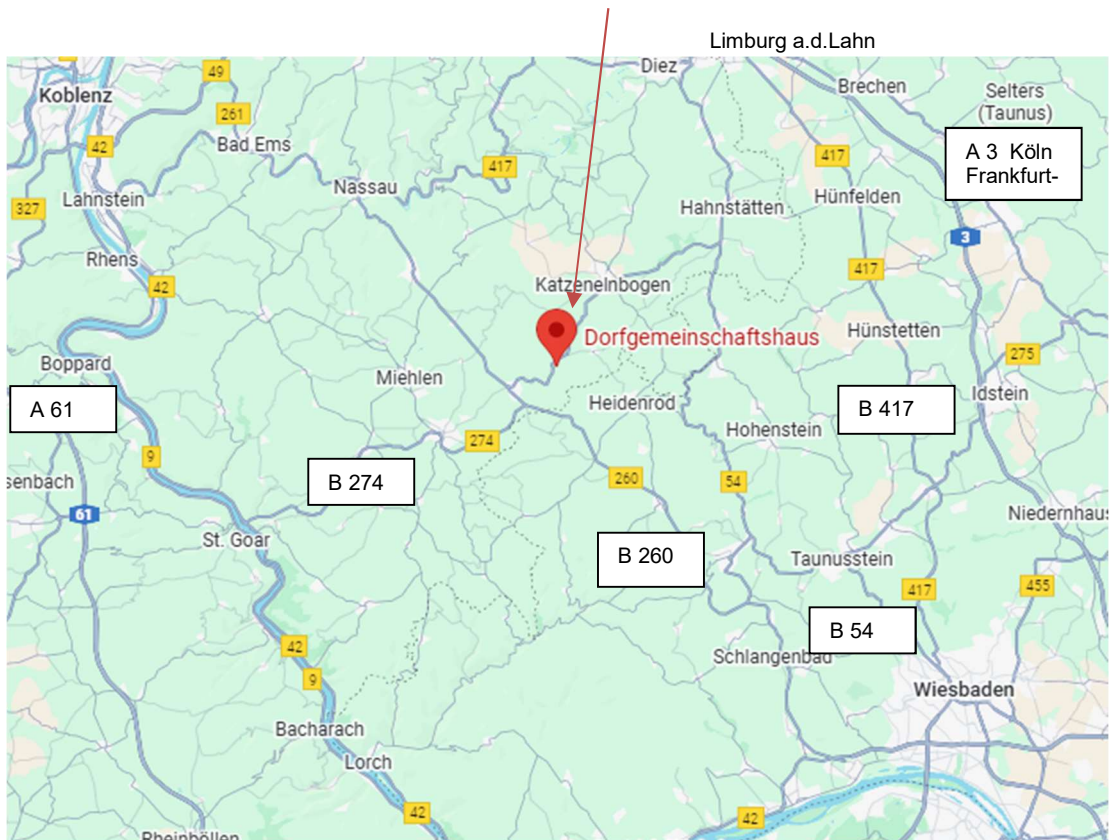 Limburg a.d.Lahn
Diez
49
Koblenz
Brechen
Selters
(Taunus)
261
42
Bad Ems
417
417
A 3 Köln
Frankfurt-
Nassau
Lahnstein
327
Hahnstätten
Hünfelden
3
Rhens
417
42
Katzenelnbogen
Dorfgemeinschaftshaus
Hünstetten
275
Boppard
Miehlen
Idstein
A 61
Heidenrod
B 417
Hohenstein
274
9
senbach
B 274
260
54
61
Niedernhaus
St. Goar
B 260
Taunusstein
417
455
B 54
42
Schlangenbad
9
Wiesbaden
Bacharach
Lorch
42
42
Rheinböllen